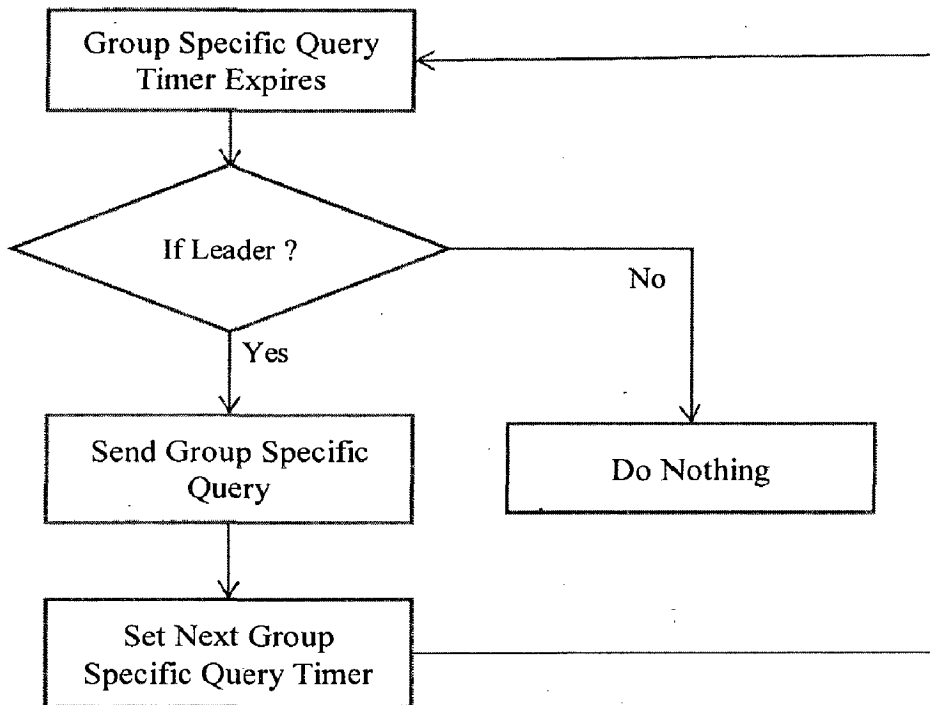 Group Specific Query
Timer Expires
If Leader ?
No
Yes
Send Group Specific
Query
Do Nothing
Set Next Group
Specific Query Timer